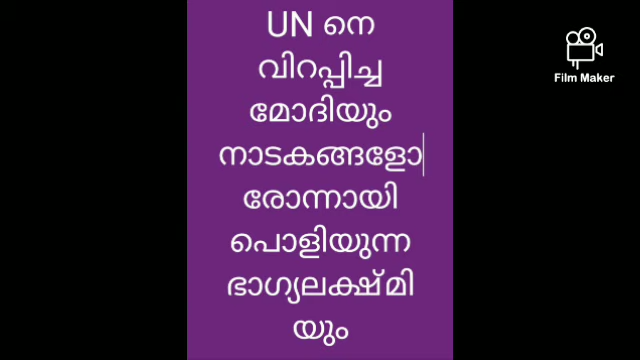 UN നെ
വിറപ്പിച്ച
മോദിയും
നാടകങ്ങളോ
രോന്നായി
പൊളിയുന്ന
ഭാഗ്യലക്ഷ്മി
യും
Film Maker